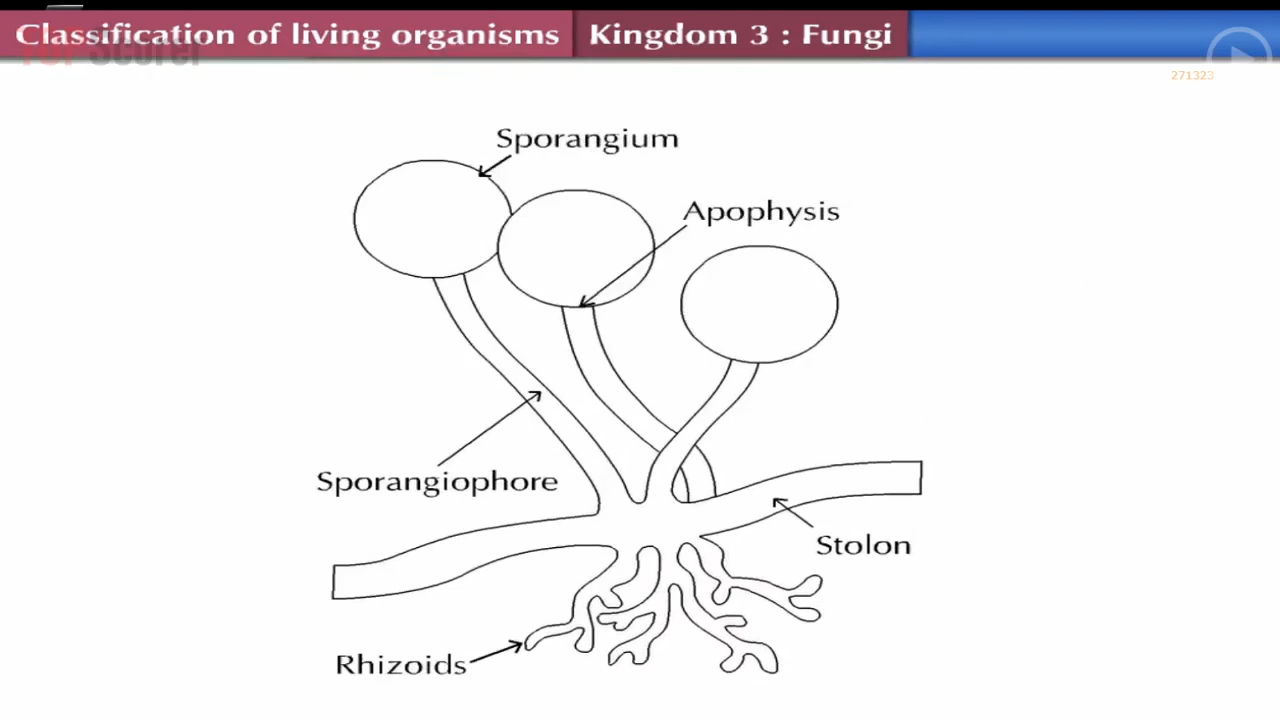 Classification of living organisms
Kingdom 3 : Fungi
271323
Sporangium
Apophysis
Sporangiophore
Stolon
Rhizoids